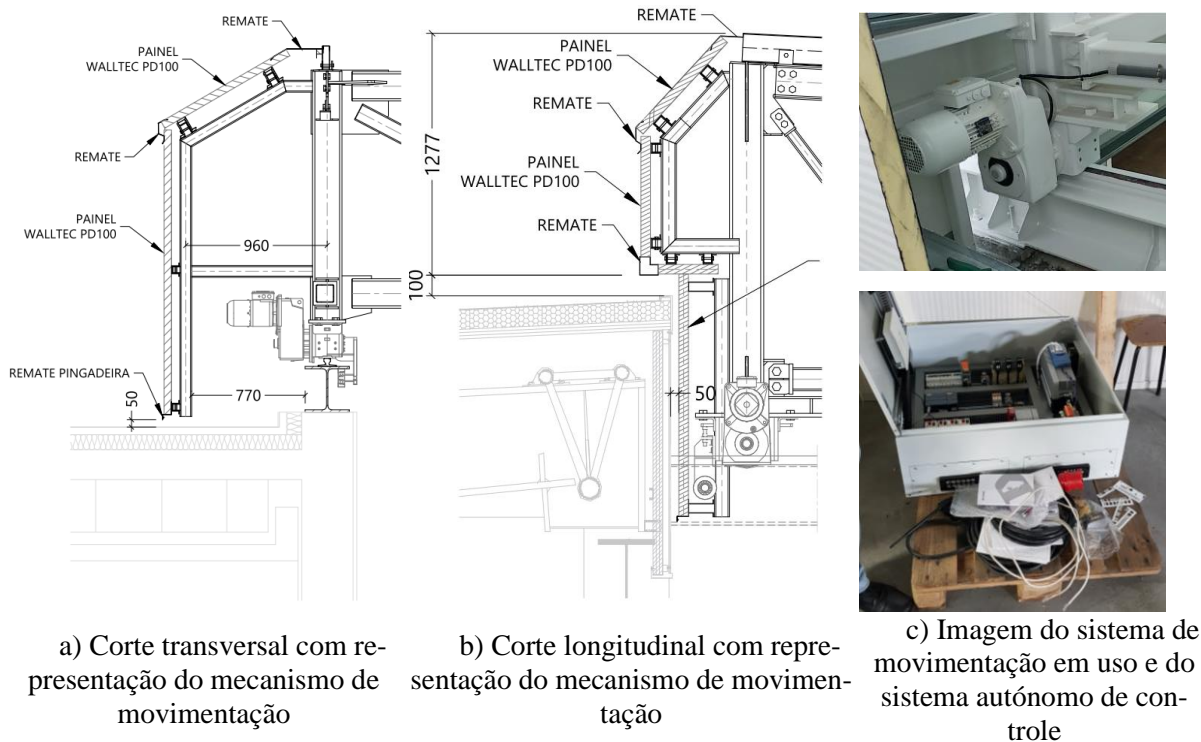 REMATE
PAINEL
WALLTEC PD100
REMATE
PAINEL
WALLTEC PD100
960
REMATE PINGADEIRA
50
770
REMATE
PAINEL
WALLTEC PD100
REMATE
1277
PAINEL
WALLTEC PD100
REMATE
100
50
a) Corte transversal com re-
presentação do mecanismo de
movimentação
b) Corte longitudinal com repre-
sentação do mecanismo de movimen-
tação
c) Imagem do sistema de
movimentação em uso e do
sistema autónomo de con-
trole